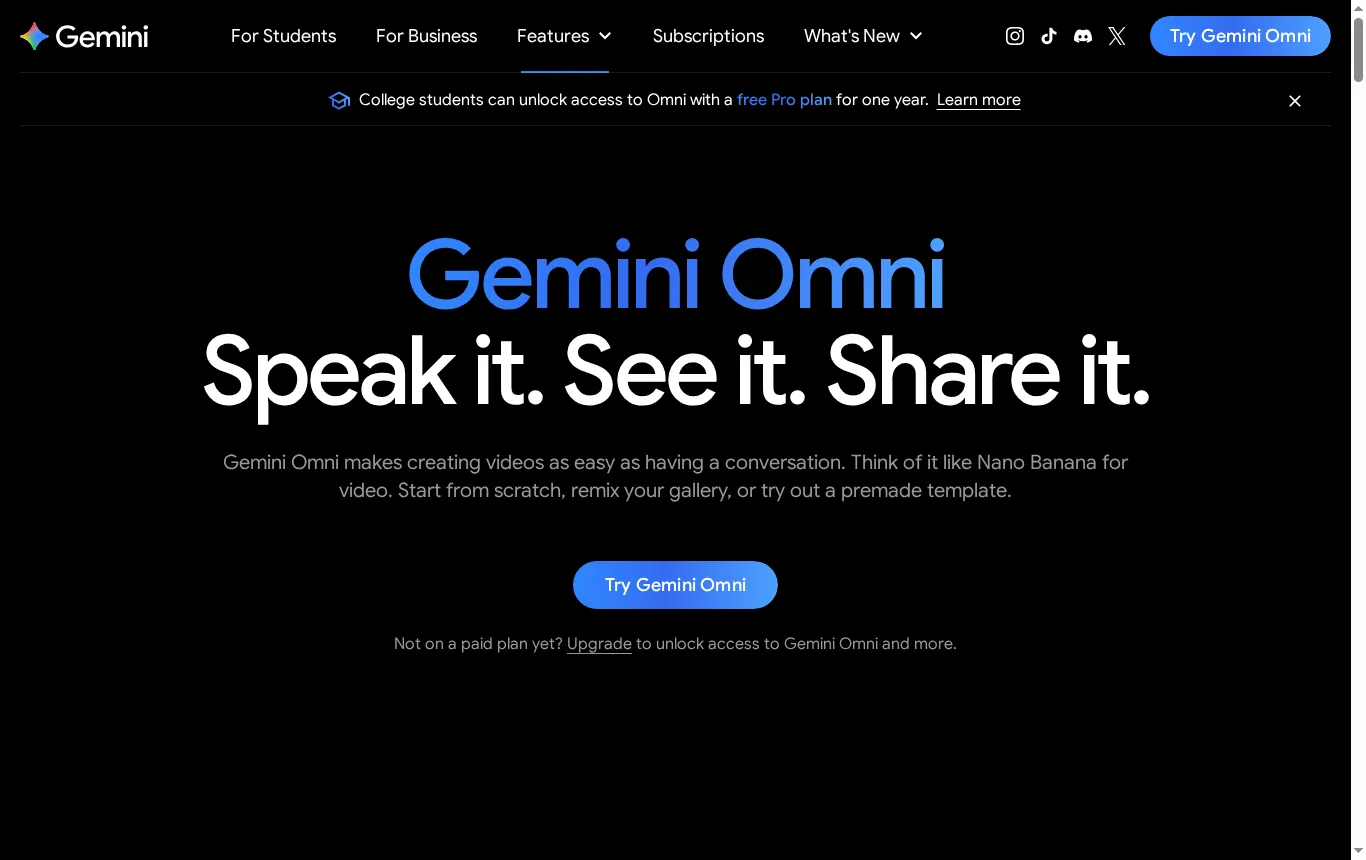 Gemini
For Students
For Business
Features
Subscriptions
What's New
Try Gemini Omni
College students can unlock access to Omni with a free Pro plan for one year. Learn more
Gemini Omni
Speak it. See it. Share it.
Gemini Omni makes creating videos as easy as having a conversation. Think of it like Nano Banana for
video. Start from scratch, remix your gallery, or try out a premade template.
Try Gemini Omni
Not on a paid plan yet? Upgrade to unlock access to Gemini Omni and more.